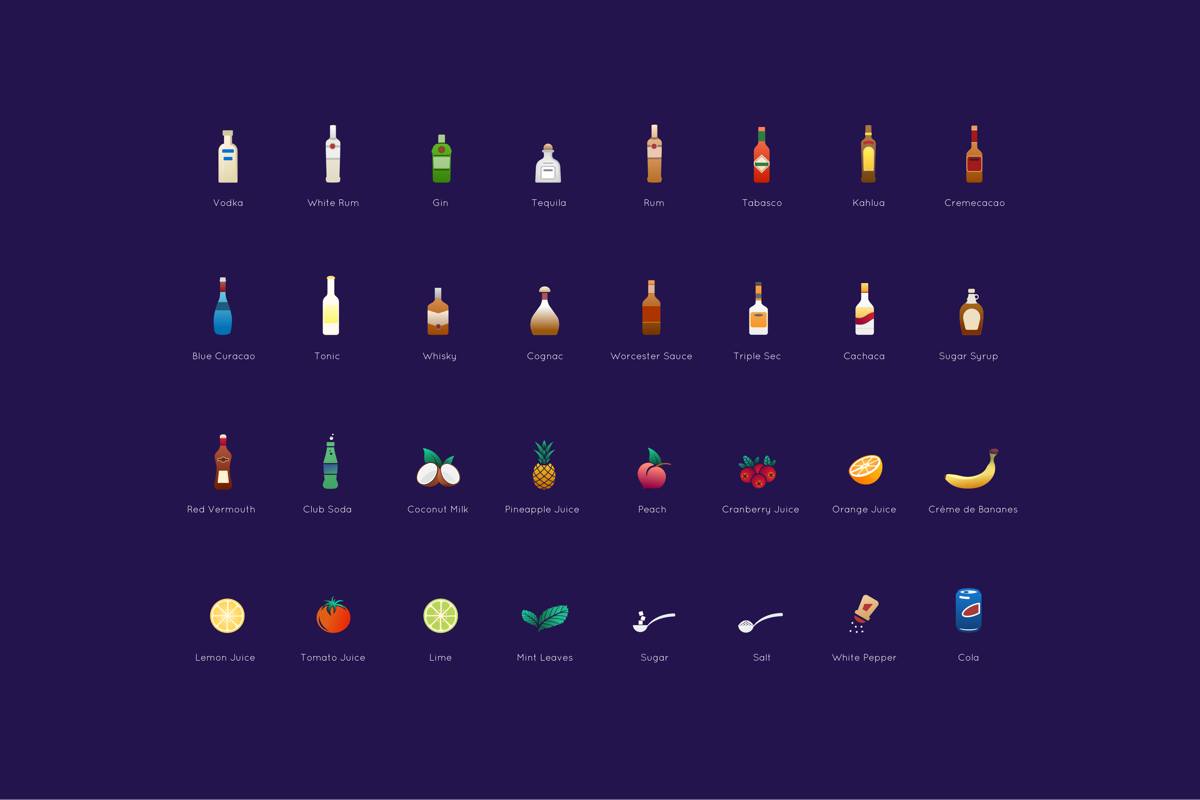 Vodka
White Rum
Gin
Tequila
Rum
Tabasco
Kahlua
Cremecacao
Blue Curacao
Tonic
Whisky
Cognac
Worcester Sauce
Triple Sec
Cachaca
Sugar Syrup
Red Vermouth
Club Soda
Coconut Milk
Pineapple Juice
Peach
Cranberry Juice
Orange Juice
Créme de Bananes
Lemon Juice
Tomato Juice
Lime
Mint Leaves
Sugar
Salt
White Pepper
Cola